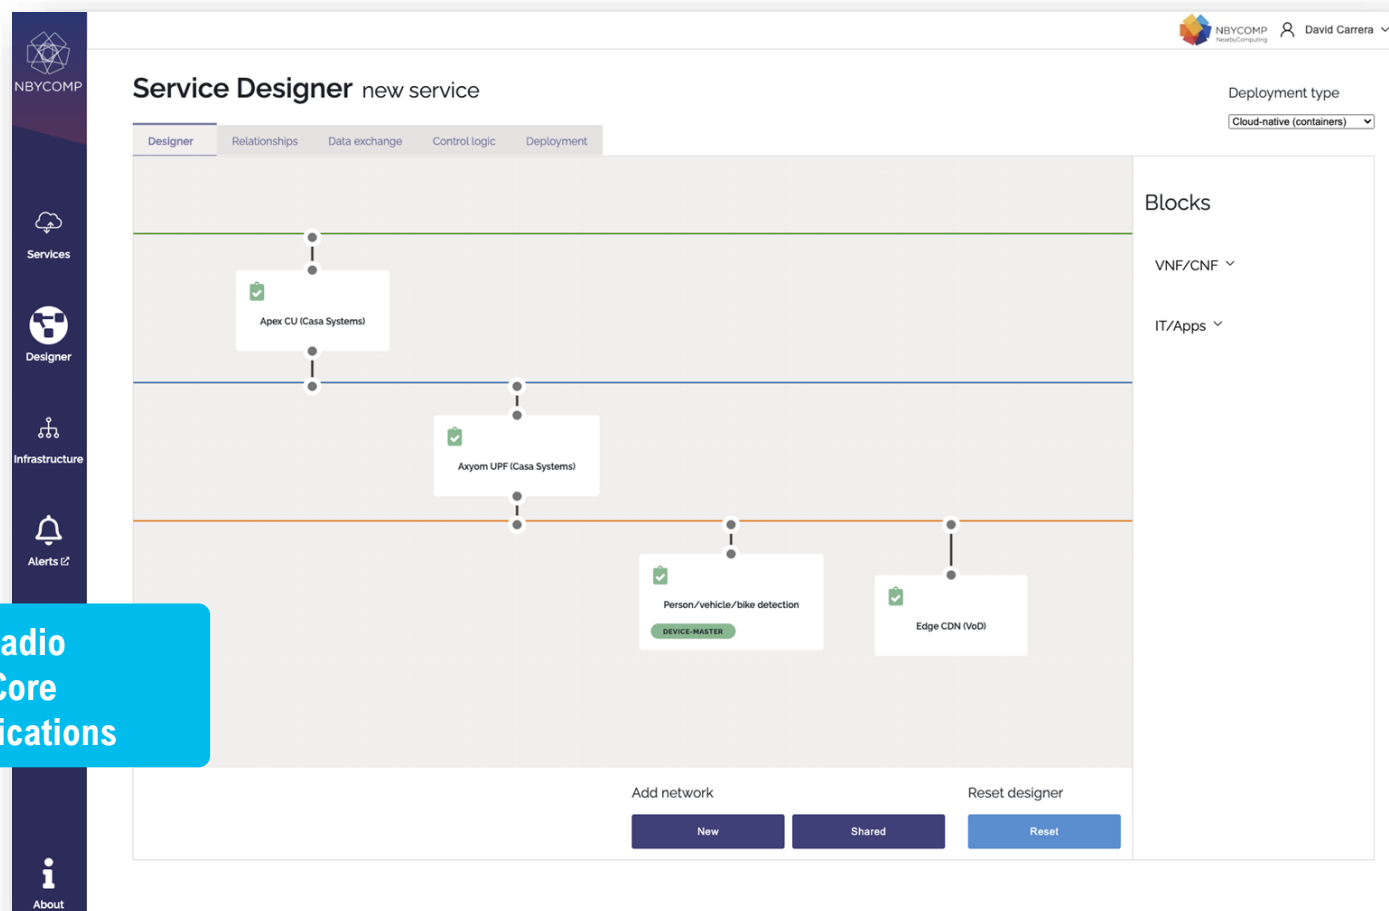 NBYCOMP
NearbyComputing
David Carrera
NBYCOMP
Service Designer new service
Deployment type
Cloud-native (containers)
Designer
Relationships
Data exchange
Control logic
Deployment
Blocks
VNF/CNF
IT/Apps
Services
Designer
Infrastructure
Alerts
About
Apex CU (Casa Systems)
Axyom UPF (Casa Systems)
Person/vehicle/bike detection
DEVICE-MASTER
Edge CDN (VoD)
adio
Core
ications
Add network
New
Shared
Reset designer
Reset